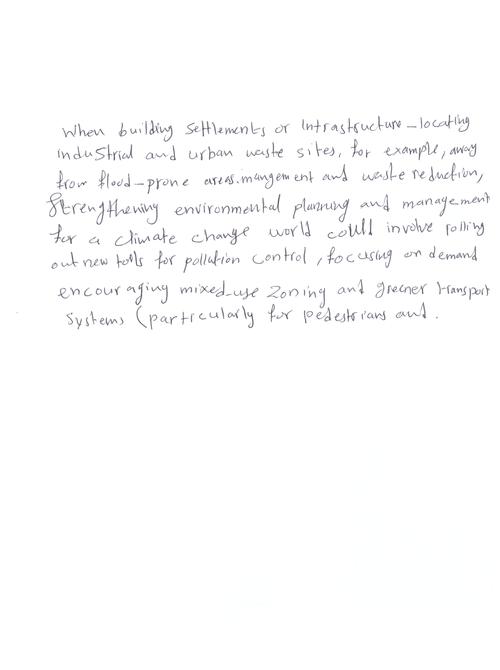 When building settlements or intrastructure-locating
industrial and urban waste sites, for example, away
from flood-prone areas.mangement and waste reduction,
Strengthening environmental planning and management
for a climate change world could involve rolling
out new tolls for pollution control, focusing on demand
encouraging mixed-use zoning and greener transport
systems (particularly for pedestrians and.